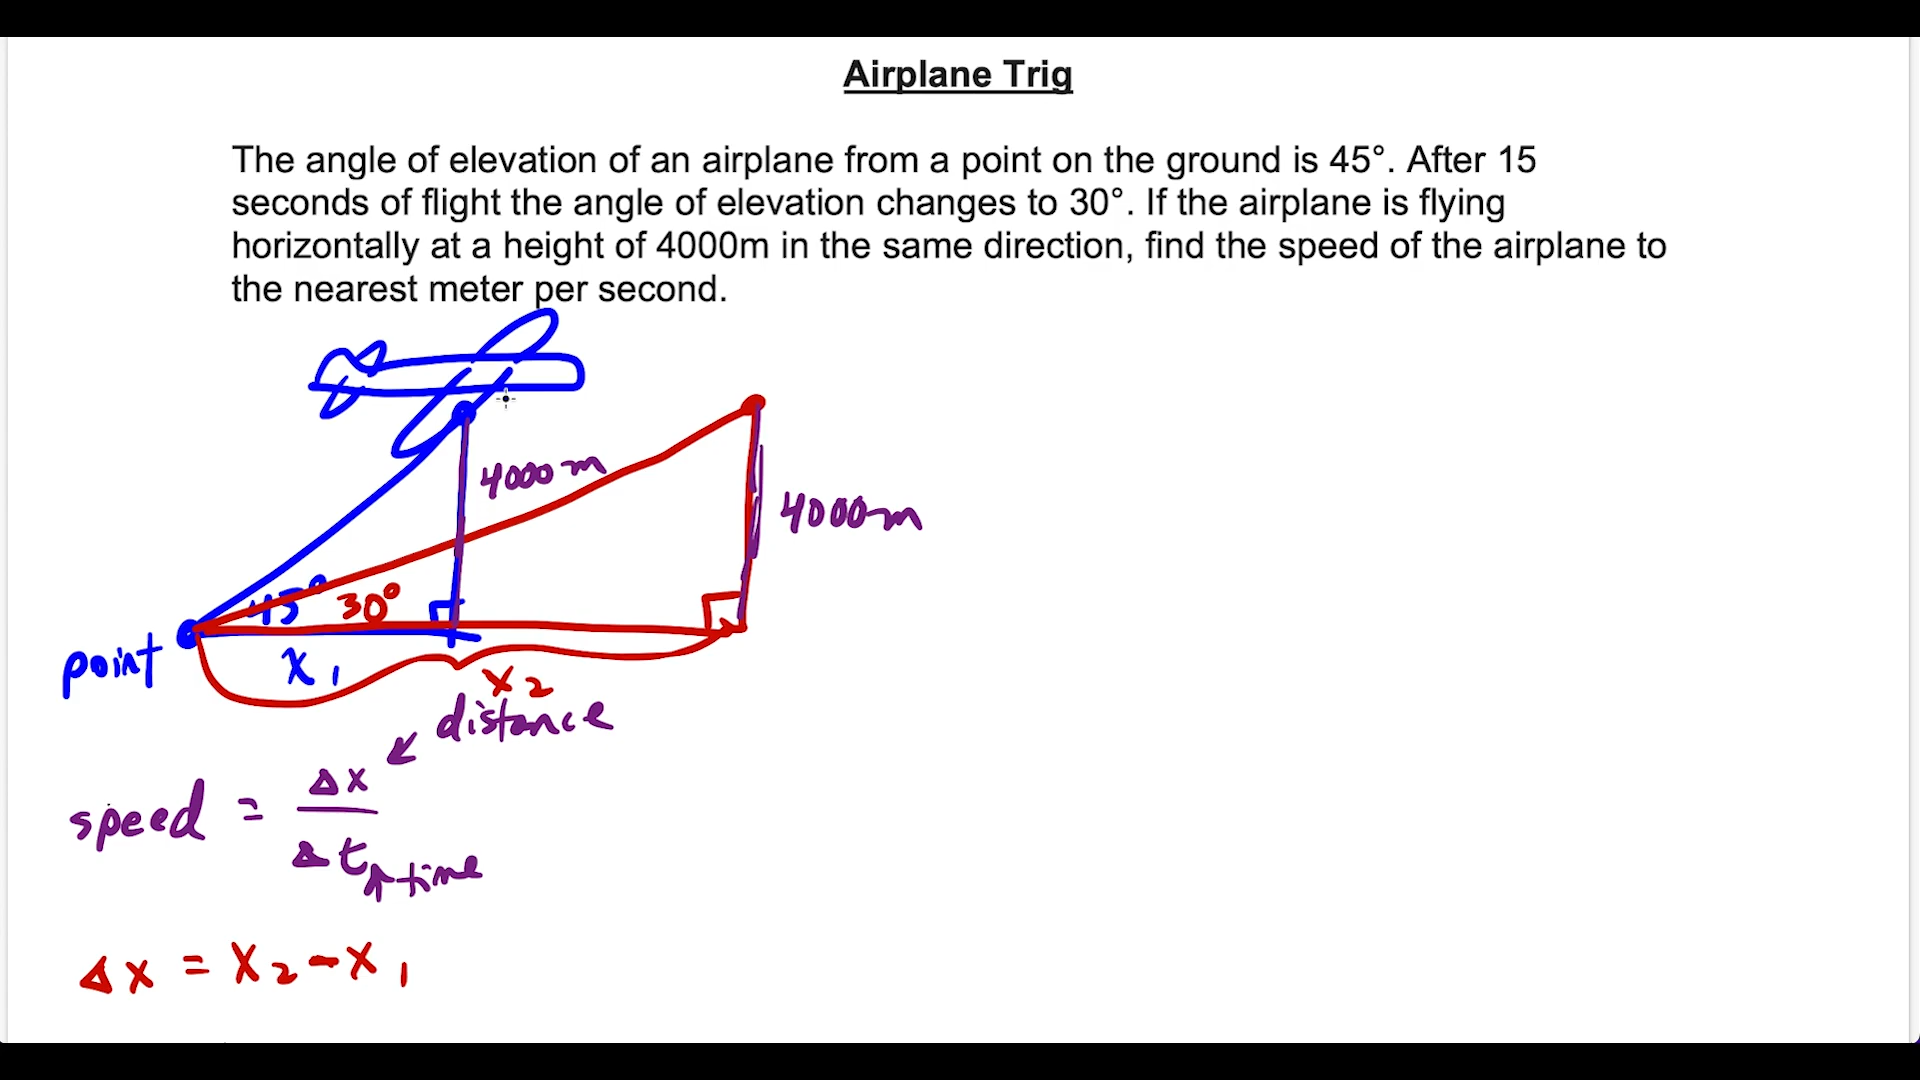 Airplane Trig
The angle of elevation of an airplane from a point on the ground is 45°. After 15
seconds of flight the angle of elevation changes to 30°. If the airplane is flying
horizontally at a height of 4000m in the same direction, find the speed of the airplane to
the nearest meter per second.
4000m
4000m
45°
30°
point
x₁
x₂
distance
speed = Δx / Δt
time
Δx = x₂ - x₁